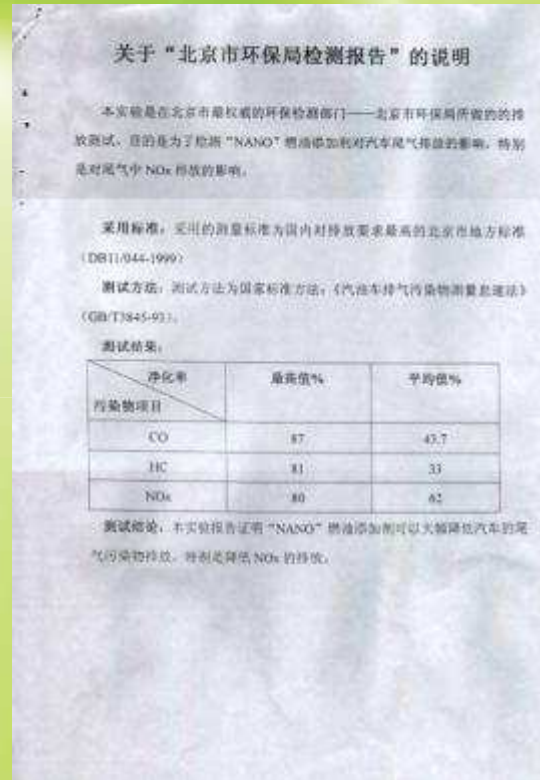 关于“北京市环保局检测报告”的说明
本实验是在北京市最权威的环保检测部门——北京市环保局所做的的排
放测试，目的是为了检测“NANO”燃油添加剂对汽车尾气排放的影响，特别
是对尾气中 NOx 排放的影响。
采用标准：采用的测量标准为国内对排放要求最高的北京市地方标准
（DB11/044-1999）
测试方法：测试方法为国家标准方法：《汽油车排气污染物测量怠速法》
（GB/T3845-93）。
测试结果：
净化率 最高值% 平均值%
污染物项目
CO 87 43.7
HC 81 33
NOx 80 62
测试结论：本实验报告证明“NANO”燃油添加剂可以大幅降低汽车的尾
气污染物排放，特别是降低 NOx 的排放。